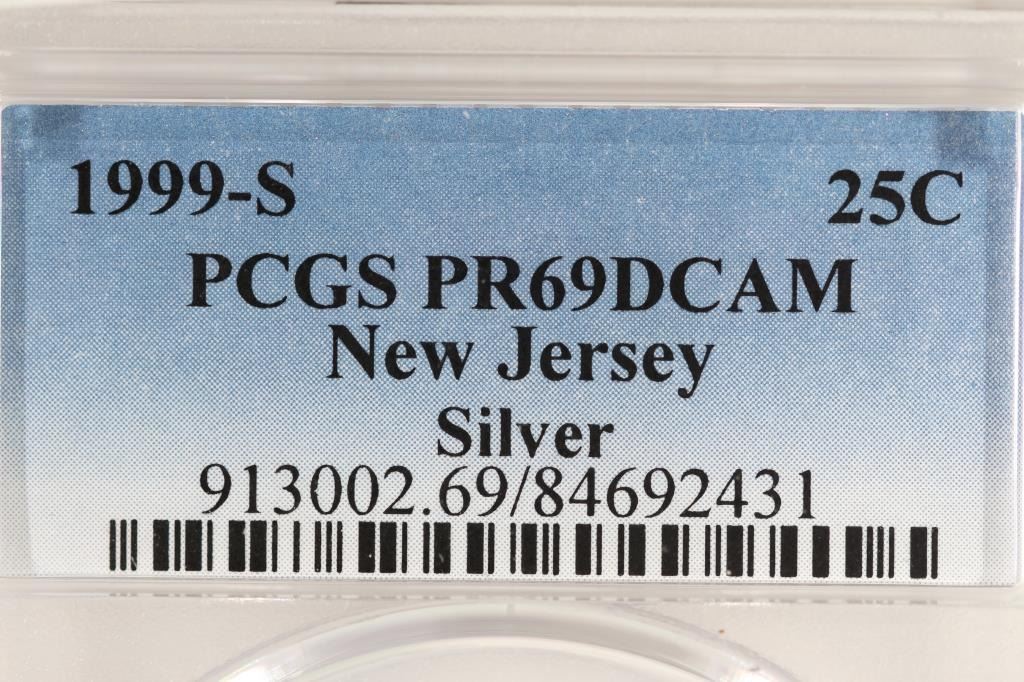 1999-S 25C
PCGS PR69DCAM
New Jersey
Silver
913002.69/84692431